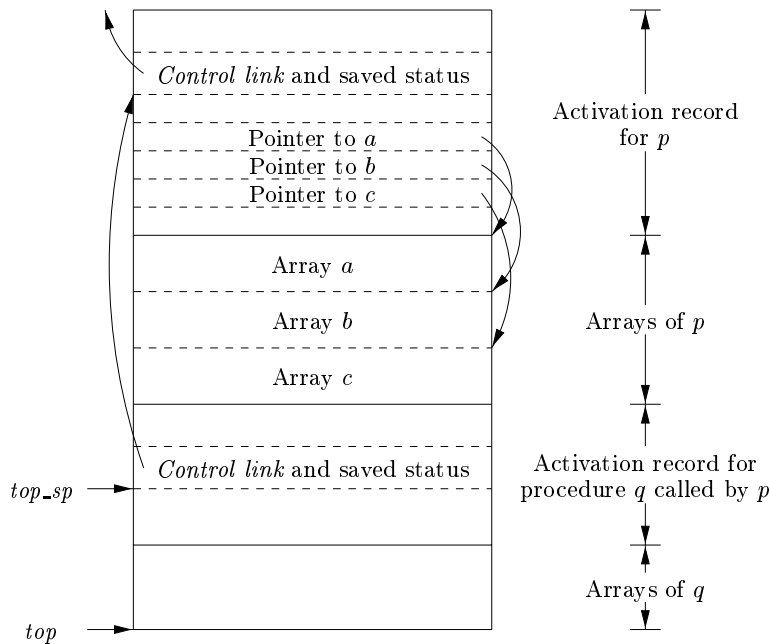 Control link and saved status
Activation record
for p
Pointer to a
Pointer to b
Pointer to c
Array a
Array b
Arrays of p
Array c
Control link and saved status
Activation record for
procedure q called by p
top_sp
Arrays of q
top